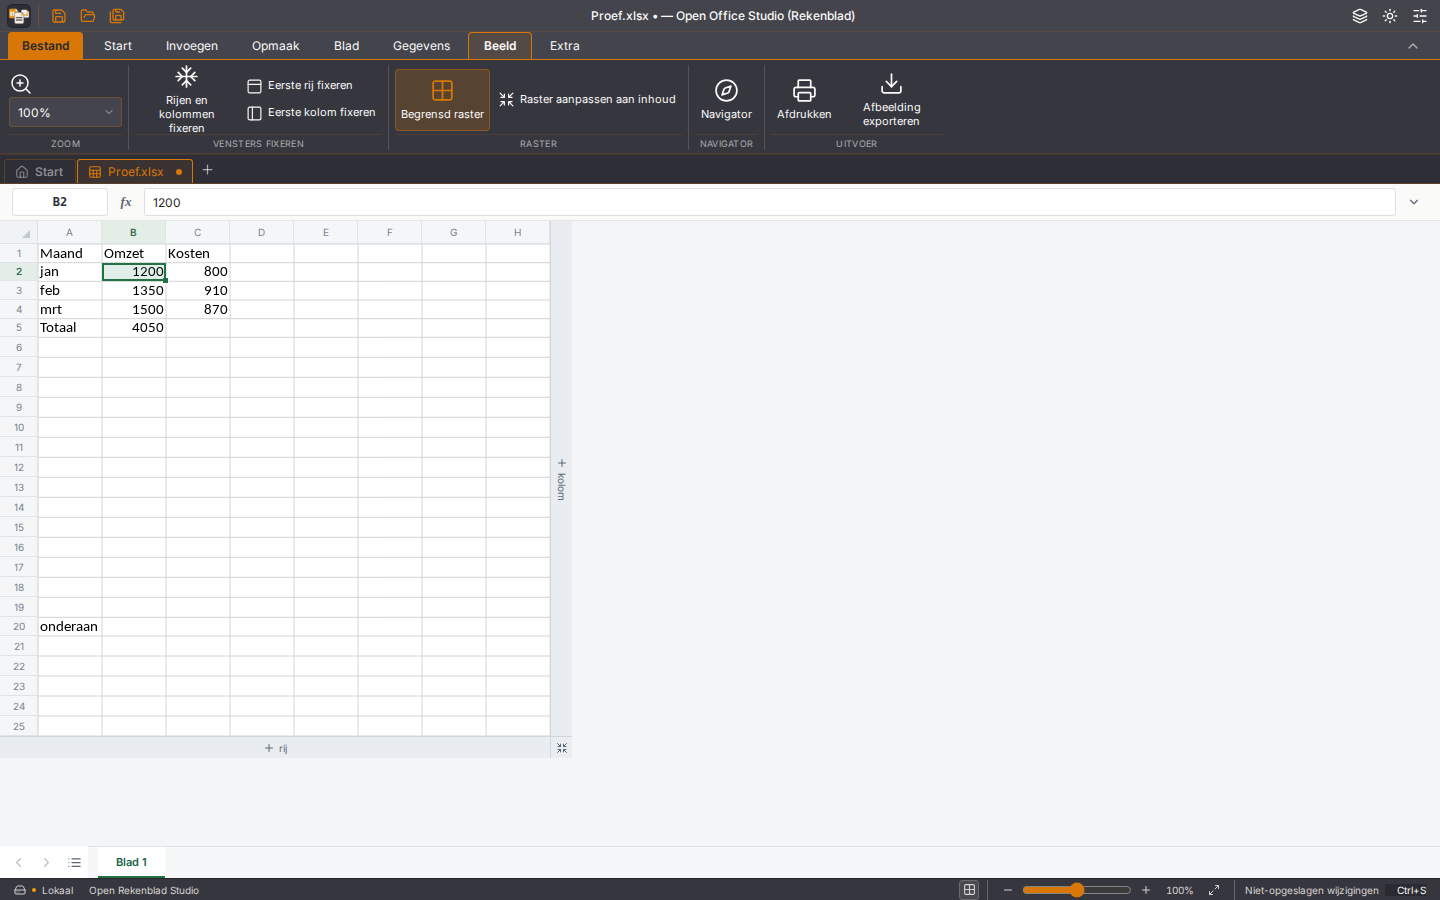 Proef.xlsx • — Open Office Studio (Rekenblad)
Bestand Start Invoegen Opmaak Blad Gegevens Beeld Extra
100%
ZOOM
Rijen en
kolommen
fixeren
Eerste rij fixeren
Eerste kolom fixeren
VENSTERS FIXEREN
Begrensd raster
Raster aanpassen aan inhoud
RASTER
Navigator
NAVIGATOR
Afdrukken
Afbeelding
exporteren
UITVOER
Start Proef.xlsx
B2 fx 1200
A B C D E F G H
1 Maand Omzet Kosten
2 jan 1200 800
3 feb 1350 910
4 mrt 1500 870
5 Totaal 4050
6
7
8
9
10
11
12
13
14
15
16
17
18
19
20 onderaan
21
22
23
24
25
+ kolom
+ rij
Blad 1
Lokaal Open Rekenblad Studio 100% Niet-opgeslagen wijzigingen Ctrl+S